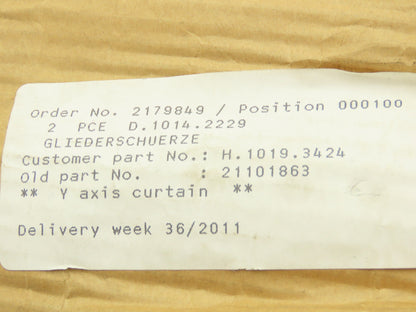 Order No. 2179849 / Position 000100
2 PCE D.1014.2229
GLIEDERSCHUERZE
Customer part No.: H.1019.3424
Old part No. : 21101863
** Y axis curtain **
Delivery week 36/2011